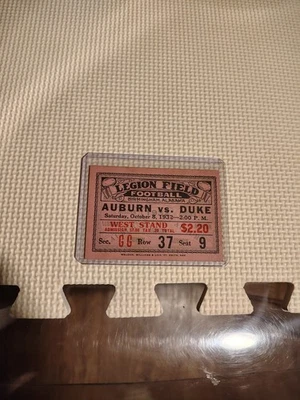 LEGION FIELD
FOOTBALL
BIRMINGHAM, ALABAMA
AUBURN vs. DUKE
Saturday, October 8, 1932—2:00 P. M.
WEST STAND
$2.20
Sec. GG Row 37 Seat 9